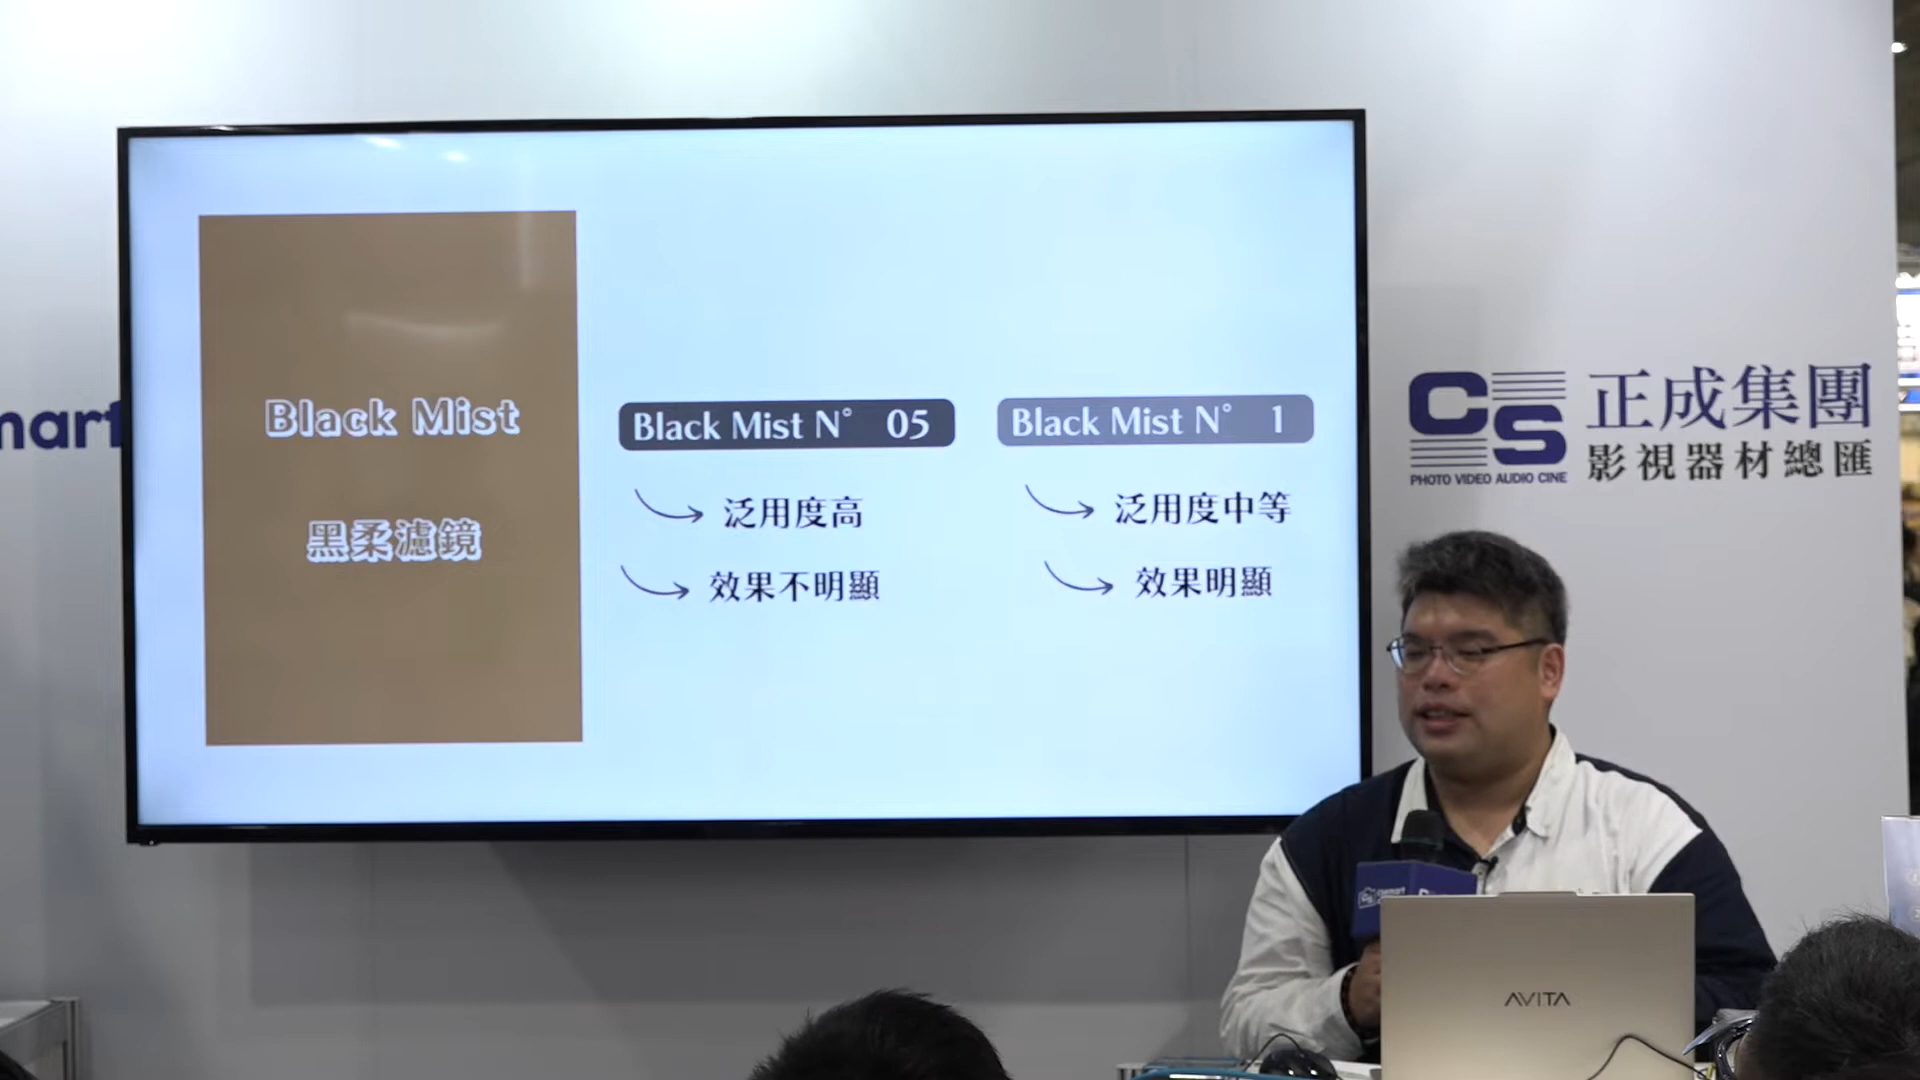 mart
Black Mist
黑柔濾鏡
Black Mist N° 05
泛用度高
效果不明顯
Black Mist N° 1
泛用度中等
效果明顯
CS
PHOTO VIDEO AUDIO CINE
正成集團
影視器材總匯
AVITA